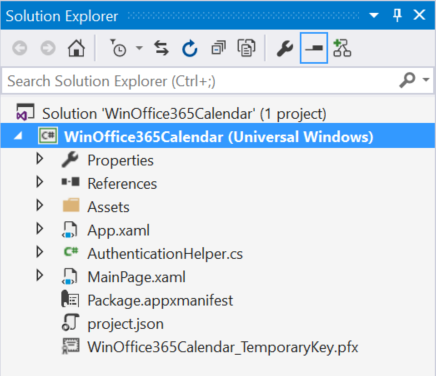 Solution Explorer
Search Solution Explorer (Ctrl+;)
Solution 'WinOffice365Calendar' (1 project)
C# WinOffice365Calendar (Universal Windows)
Properties
References
Assets
App.xaml
C# AuthenticationHelper.cs
MainPage.xaml
Package.appxmanifest
project.json
WinOffice365Calendar_TemporaryKey.pfx